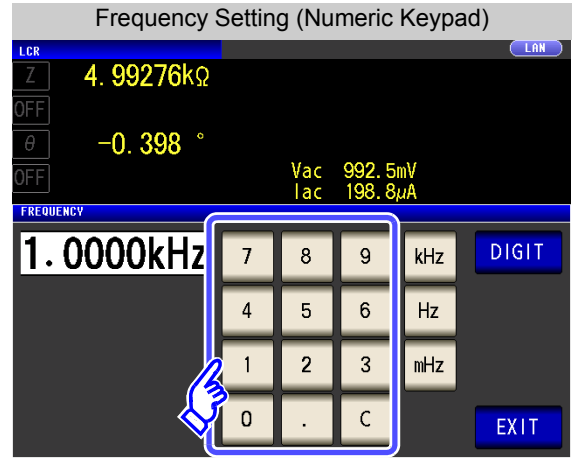 Frequency Setting (Numeric Keypad)
LCR LAN
Z 4.99276kΩ
OFF
θ -0.398 °
OFF
Vac 992.5mV
Iac 198.8μA
FREQUENCY
1.0000kHz 7 8 9 kHz DIGIT
4 5 6 Hz
1 2 3 mHz
0 . C EXIT